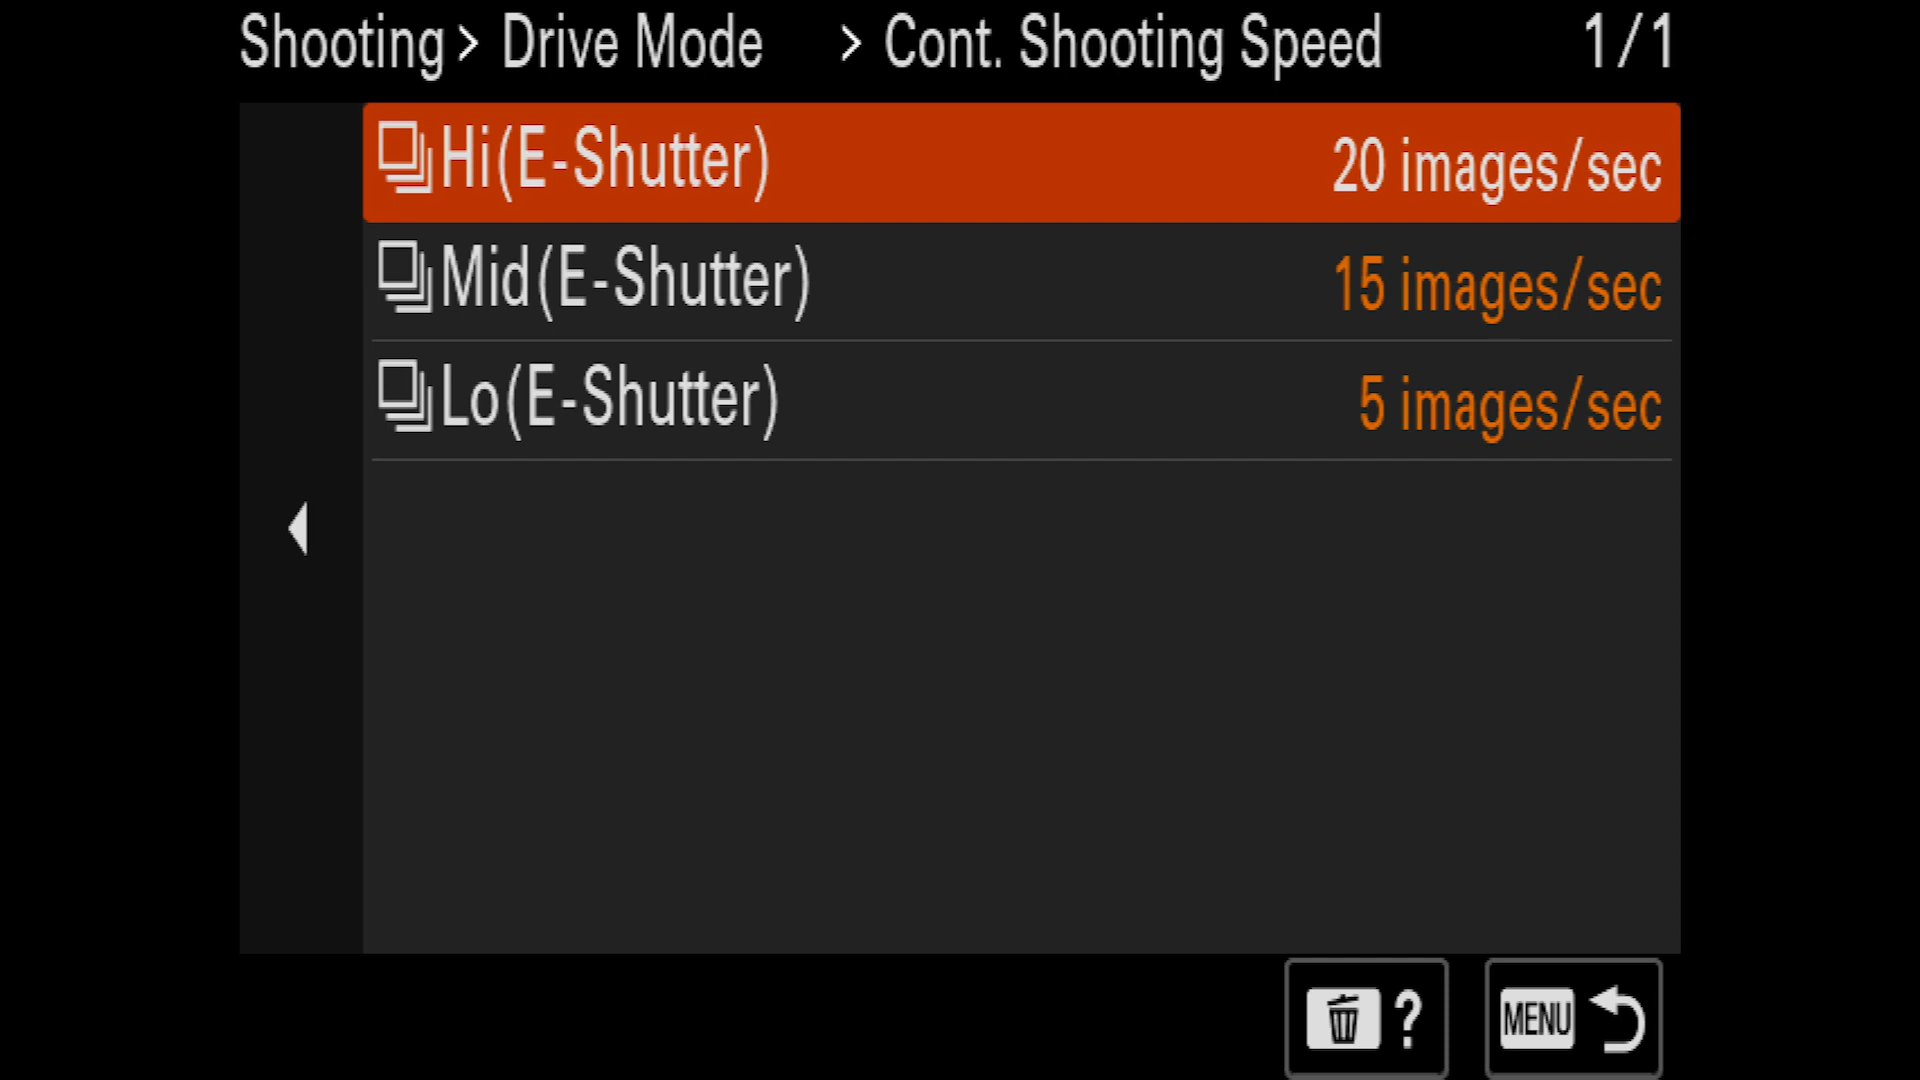 Shooting > Drive Mode > Cont. Shooting Speed 1/1
Hi(E-Shutter) 20 images/sec
Mid(E-Shutter) 15 images/sec
Lo(E-Shutter) 5 images/sec
? MENU